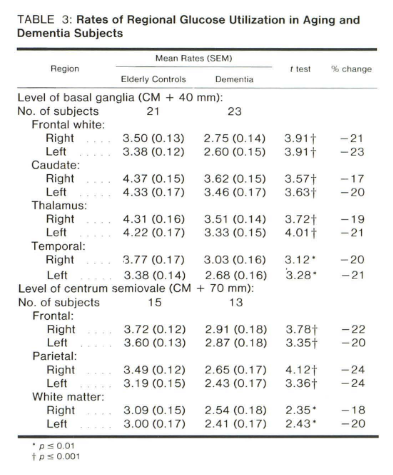 TABLE 3: Rates of Regional Glucose Utilization in Aging and
Dementia Subjects
Mean Rates (SEM)
Region t test % change
Elderly Controls Dementia
Level of basal ganglia (CM + 40 mm):
No. of subjects 21 23
Frontal white:
Right .... 3.50 (0.13) 2.75 (0.14) 3.91† −21
Left .... 3.38 (0.12) 2.60 (0.15) 3.91† −23
Caudate:
Right .... 4.37 (0.15) 3.62 (0.15) 3.57† −17
Left .... 4.33 (0.17) 3.46 (0.17) 3.63† −20
Thalamus:
Right .... 4.31 (0.16) 3.51 (0.14) 3.72† −19
Left .... 4.22 (0.17) 3.33 (0.15) 4.01† −21
Temporal:
Right .... 3.77 (0.17) 3.03 (0.16) 3.12* −20
Left .... 3.38 (0.14) 2.68 (0.16) 3.28* −21
Level of centrum semiovale (CM + 70 mm):
No. of subjects 15 13
Frontal:
Right .... 3.72 (0.12) 2.91 (0.18) 3.78† −22
Left .... 3.60 (0.13) 2.87 (0.18) 3.35† −20
Parietal:
Right .... 3.49 (0.12) 2.65 (0.17) 4.12† −24
Left .... 3.19 (0.15) 2.43 (0.17) 3.36† −24
White matter:
Right .... 3.09 (0.15) 2.54 (0.18) 2.35* −18
Left .... 3.00 (0.17) 2.41 (0.17) 2.43* −20
* p ≤ 0.01
† p ≤ 0.001